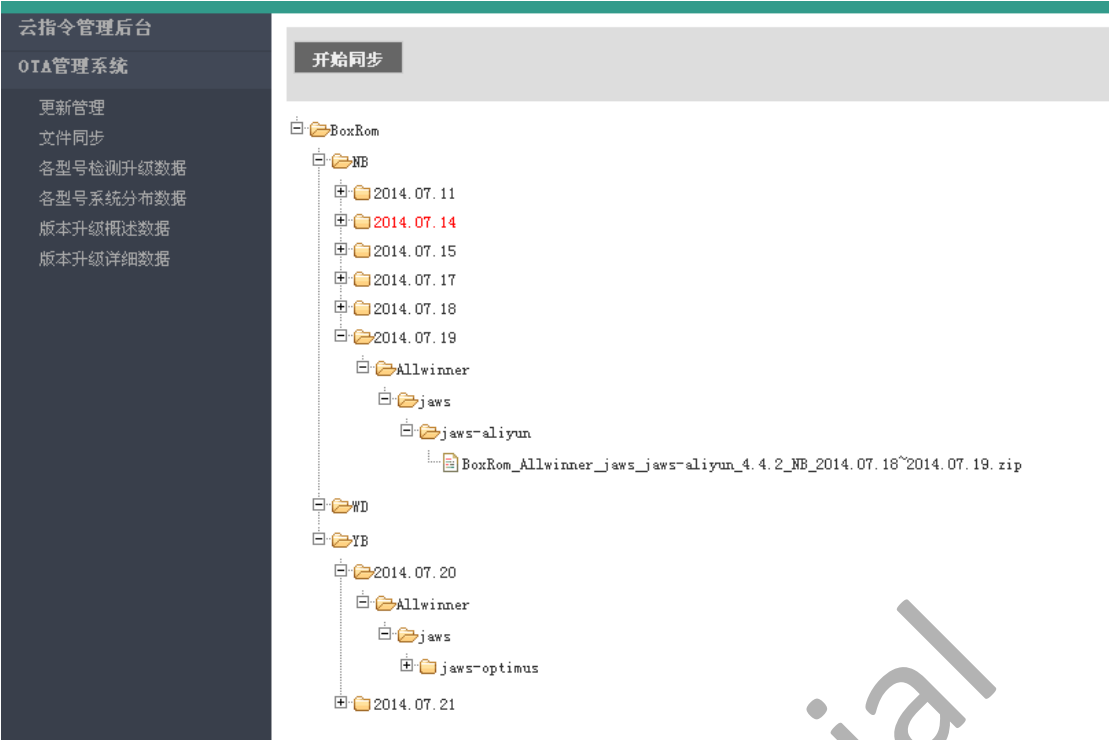 云指令管理后台
OTA管理系统
更新管理
文件同步
各型号检测升级数据
各型号系统分布数据
版本升级概述数据
版本升级详细数据
开始同步
BoxRom
NB
2014.07.11
2014.07.14
2014.07.15
2014.07.17
2014.07.18
2014.07.19
Allwinner
jaws
jaws-aliyun
BoxRom_Allwinner_jaws_jaws-aliyun_4.4.2_NB_2014.07.18~2014.07.19.zip
WD
YB
2014.07.20
Allwinner
jaws
jaws-optimus
2014.07.21
ial